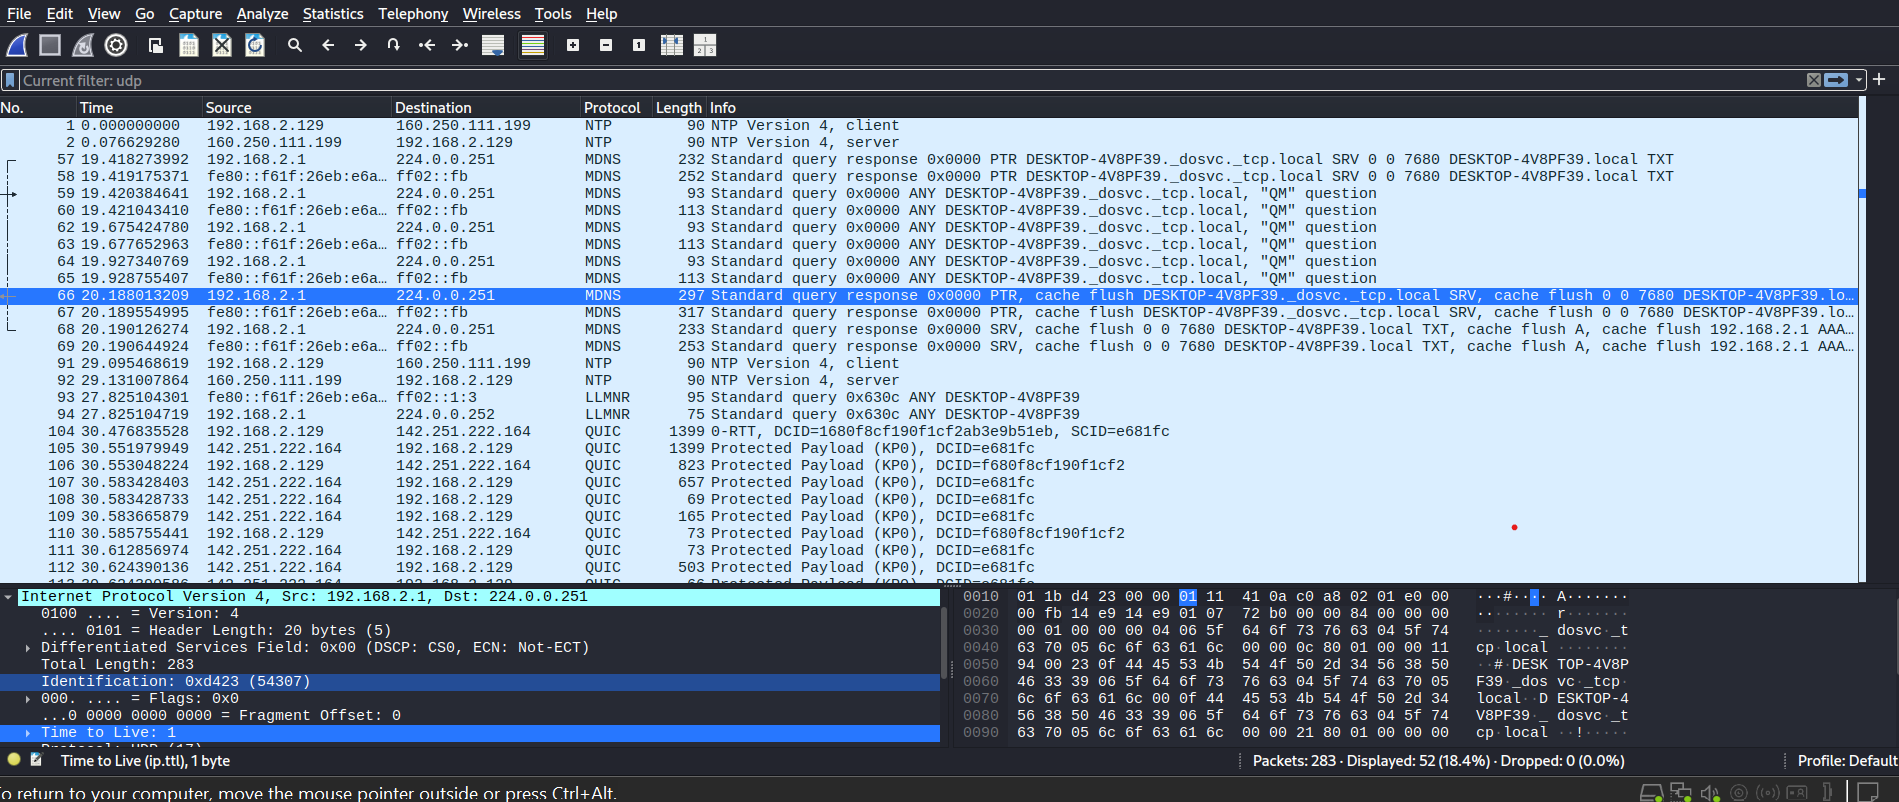 File Edit View Go Capture Analyze Statistics Telephony Wireless Tools Help
Current filter: udp
No. Time Source Destination Protocol Length Info
1 0.000000000 192.168.2.129 160.250.111.199 NTP 90 NTP Version 4, client
2 0.076629280 160.250.111.199 192.168.2.129 NTP 90 NTP Version 4, server
57 19.418273992 192.168.2.1 224.0.0.251 MDNS 232 Standard query response 0x0000 PTR DESKTOP-4V8PF39._dosvc._tcp.local SRV 0 0 7680 DESKTOP-4V8PF39.local TXT
58 19.419175371 fe80::f61f:26eb:e6a… ff02::fb MDNS 252 Standard query response 0x0000 PTR DESKTOP-4V8PF39._dosvc._tcp.local SRV 0 0 7680 DESKTOP-4V8PF39.local TXT
59 19.420384641 192.168.2.1 224.0.0.251 MDNS 93 Standard query 0x0000 ANY DESKTOP-4V8PF39._dosvc._tcp.local, "QM" question
60 19.421043410 fe80::f61f:26eb:e6a… ff02::fb MDNS 113 Standard query 0x0000 ANY DESKTOP-4V8PF39._dosvc._tcp.local, "QM" question
62 19.675424780 192.168.2.1 224.0.0.251 MDNS 93 Standard query 0x0000 ANY DESKTOP-4V8PF39._dosvc._tcp.local, "QM" question
63 19.677652963 fe80::f61f:26eb:e6a… ff02::fb MDNS 113 Standard query 0x0000 ANY DESKTOP-4V8PF39._dosvc._tcp.local, "QM" question
64 19.927340769 192.168.2.1 224.0.0.251 MDNS 93 Standard query 0x0000 ANY DESKTOP-4V8PF39._dosvc._tcp.local, "QM" question
65 19.928755407 fe80::f61f:26eb:e6a… ff02::fb MDNS 113 Standard query 0x0000 ANY DESKTOP-4V8PF39._dosvc._tcp.local, "QM" question
66 20.188013209 192.168.2.1 224.0.0.251 MDNS 297 Standard query response 0x0000 PTR, cache flush DESKTOP-4V8PF39._dosvc._tcp.local SRV, cache flush 0 0 7680 DESKTOP-4V8PF39.lo…
67 20.189554995 fe80::f61f:26eb:e6a… ff02::fb MDNS 317 Standard query response 0x0000 PTR, cache flush DESKTOP-4V8PF39._dosvc._tcp.local SRV, cache flush 0 0 7680 DESKTOP-4V8PF39.lo…
68 20.190126274 192.168.2.1 224.0.0.251 MDNS 233 Standard query response 0x0000 SRV, cache flush 0 0 7680 DESKTOP-4V8PF39.local TXT, cache flush A, cache flush 192.168.2.1 AAA…
69 20.190644924 fe80::f61f:26eb:e6a… ff02::fb MDNS 253 Standard query response 0x0000 SRV, cache flush 0 0 7680 DESKTOP-4V8PF39.local TXT, cache flush A, cache flush 192.168.2.1 AAA…
91 29.095468619 192.168.2.129 160.250.111.199 NTP 90 NTP Version 4, client
92 29.131007864 160.250.111.199 192.168.2.129 NTP 90 NTP Version 4, server
93 27.825104301 fe80::f61f:26eb:e6a… ff02::1:3 LLMNR 95 Standard query 0x630c ANY DESKTOP-4V8PF39
94 27.825104719 192.168.2.1 224.0.0.252 LLMNR 75 Standard query 0x630c ANY DESKTOP-4V8PF39
104 30.476835528 192.168.2.129 142.251.222.164 QUIC 1399 0-RTT, DCID=1680f8cf190f1cf2ab3e9b51eb, SCID=e681fc
105 30.551979949 142.251.222.164 192.168.2.129 QUIC 1399 Protected Payload (KP0), DCID=e681fc
106 30.553048224 192.168.2.129 142.251.222.164 QUIC 823 Protected Payload (KP0), DCID=f680f8cf190f1cf2
107 30.583428403 142.251.222.164 192.168.2.129 QUIC 657 Protected Payload (KP0), DCID=e681fc
108 30.583428733 142.251.222.164 192.168.2.129 QUIC 69 Protected Payload (KP0), DCID=e681fc
109 30.583665879 142.251.222.164 192.168.2.129 QUIC 165 Protected Payload (KP0), DCID=e681fc
110 30.585755441 192.168.2.129 142.251.222.164 QUIC 73 Protected Payload (KP0), DCID=f680f8cf190f1cf2
111 30.612856974 142.251.222.164 192.168.2.129 QUIC 73 Protected Payload (KP0), DCID=e681fc
112 30.624390136 142.251.222.164 192.168.2.129 QUIC 503 Protected Payload (KP0), DCID=e681fc
Internet Protocol Version 4, Src: 192.168.2.1, Dst: 224.0.0.251
0100 .... = Version: 4
.... 0101 = Header Length: 20 bytes (5)
Differentiated Services Field: 0x00 (DSCP: CS0, ECN: Not-ECT)
Total Length: 283
Identification: 0xd423 (54307)
000. .... = Flags: 0x0
...0 0000 0000 0000 = Fragment Offset: 0
Time to Live: 1
0010 01 1b d4 23 00 00 01 11 41 0a c0 a8 02 01 e0 00 ···#···· A·······
0020 00 fb 14 e9 14 e9 01 07 72 b0 00 00 84 00 00 00 ········ r·······
0030 00 01 00 00 00 04 06 5f 64 6f 73 76 63 04 5f 74 ·······_ dosvc·_t
0040 63 70 05 6c 6f 63 61 6c 00 00 0c 80 01 00 00 11 cp·local ········
0050 94 00 23 0f 44 45 53 4b 54 4f 50 2d 34 56 38 50 ··#·DESK TOP-4V8P
0060 46 33 39 06 5f 64 6f 73 76 63 04 5f 74 63 70 05 F39·_dos vc·_tcp·
0070 6c 6f 63 61 6c 00 0f 44 45 53 4b 54 4f 50 2d 34 local··D ESKTOP-4
0080 56 38 50 46 33 39 06 5f 64 6f 73 76 63 04 5f 74 V8PF39·_ dosvc·_t
0090 63 70 05 6c 6f 63 61 6c 00 00 21 80 01 00 00 00 cp·local ··!·····
Time to Live (ip.ttl), 1 byte
Packets: 283 · Displayed: 52 (18.4%) · Dropped: 0 (0.0%)
Profile: Default
o return to your computer, move the mouse pointer outside or press Ctrl+Alt.